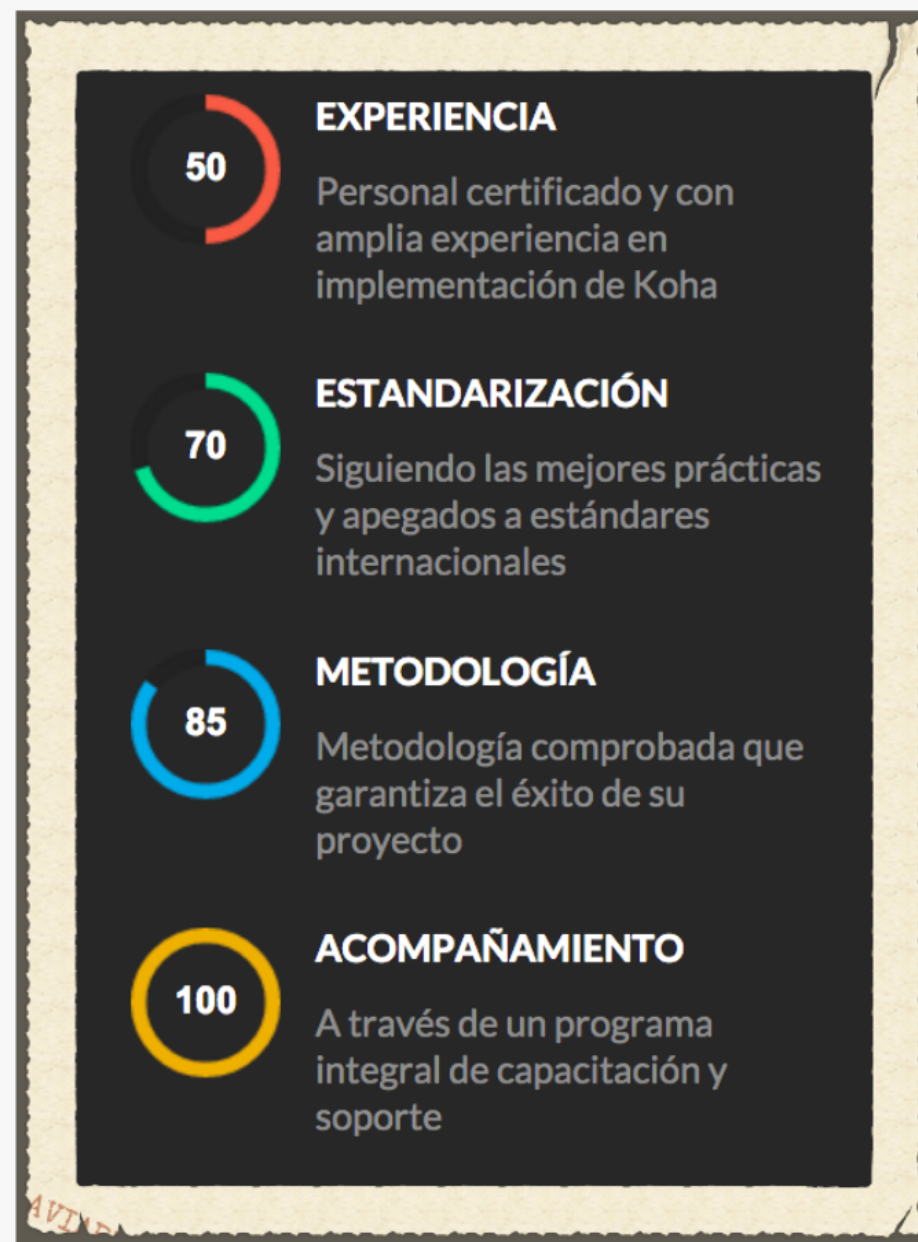 50
EXPERIENCIA
Personal certificado y con
amplia experiencia en
implementación de Koha
70
ESTANDARIZACIÓN
Siguiendo las mejores prácticas
y apegados a estándares
internacionales
85
METODOLOGÍA
Metodología comprobada que
garantiza el éxito de su
proyecto
100
ACOMPAÑAMIENTO
A través de un programa
integral de capacitación y
soporte